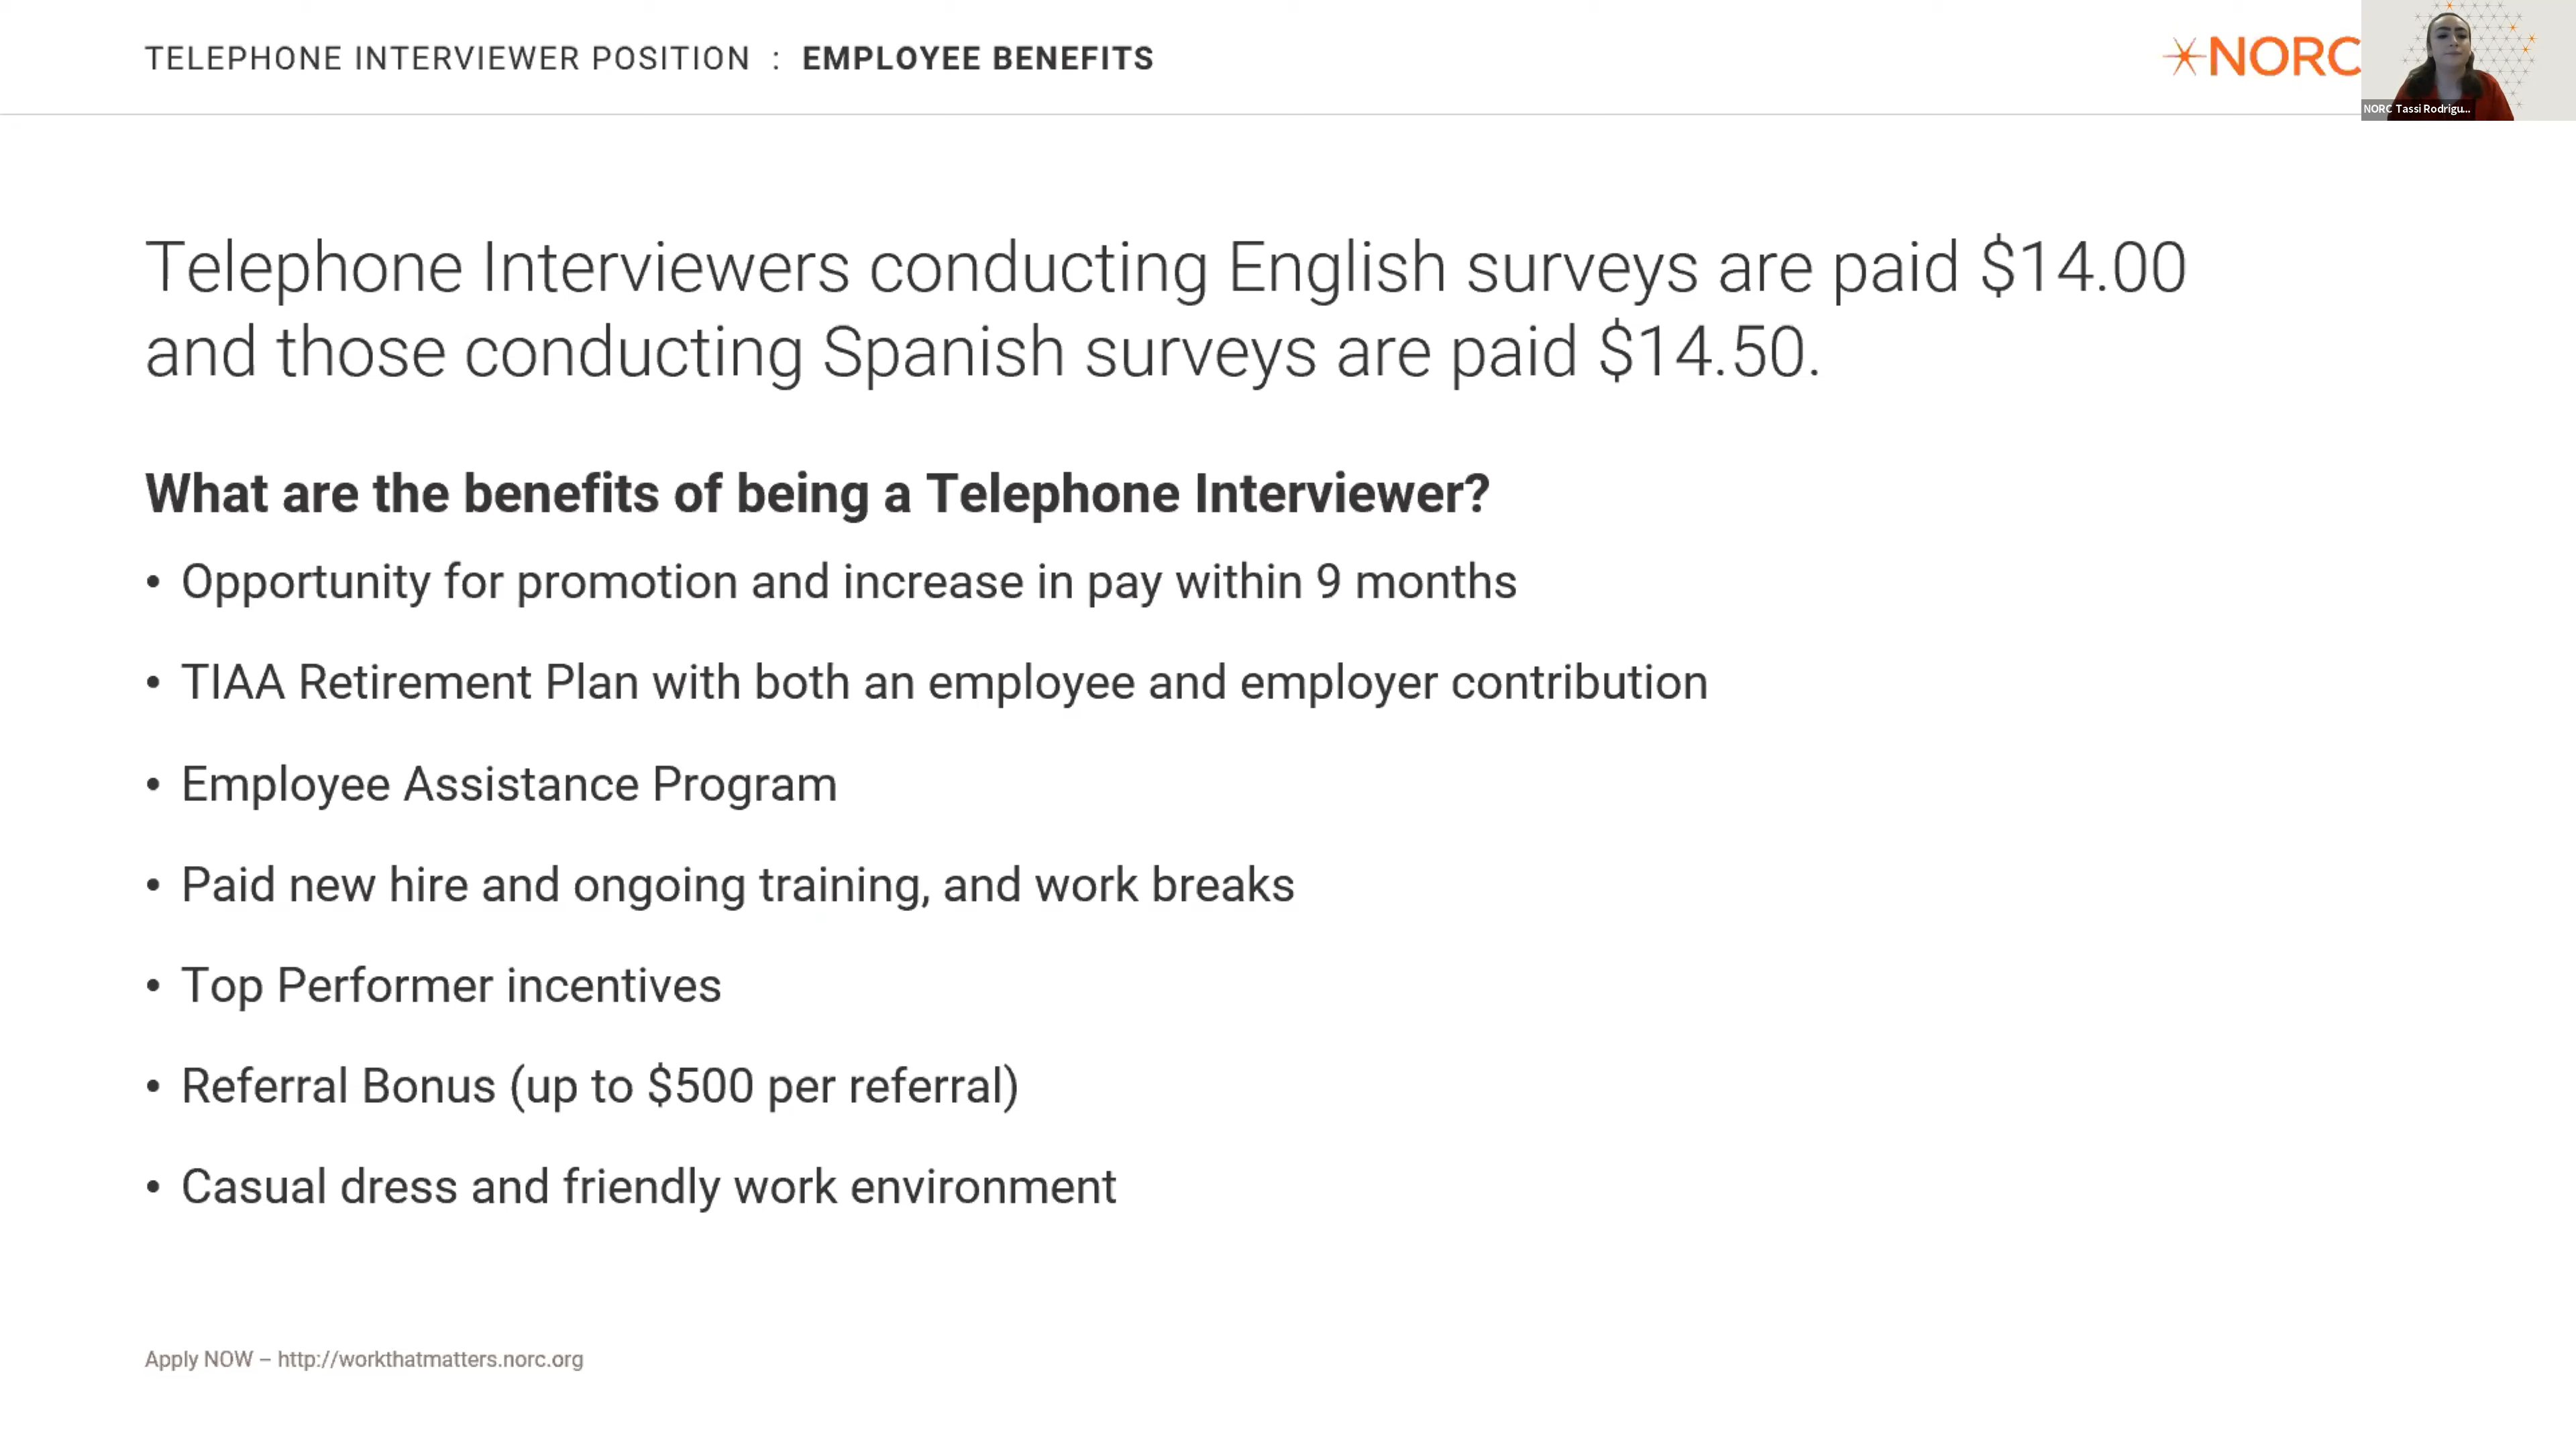 TELEPHONE INTERVIEWER POSITION : EMPLOYEE BENEFITS
NORC
NORC Tassi Rodrigu...
Telephone Interviewers conducting English surveys are paid $14.00
and those conducting Spanish surveys are paid $14.50.
What are the benefits of being a Telephone Interviewer?
• Opportunity for promotion and increase in pay within 9 months
• TIAA Retirement Plan with both an employee and employer contribution
• Employee Assistance Program
• Paid new hire and ongoing training, and work breaks
• Top Performer incentives
• Referral Bonus (up to $500 per referral)
• Casual dress and friendly work environment
Apply NOW – http://workthatmatters.norc.org